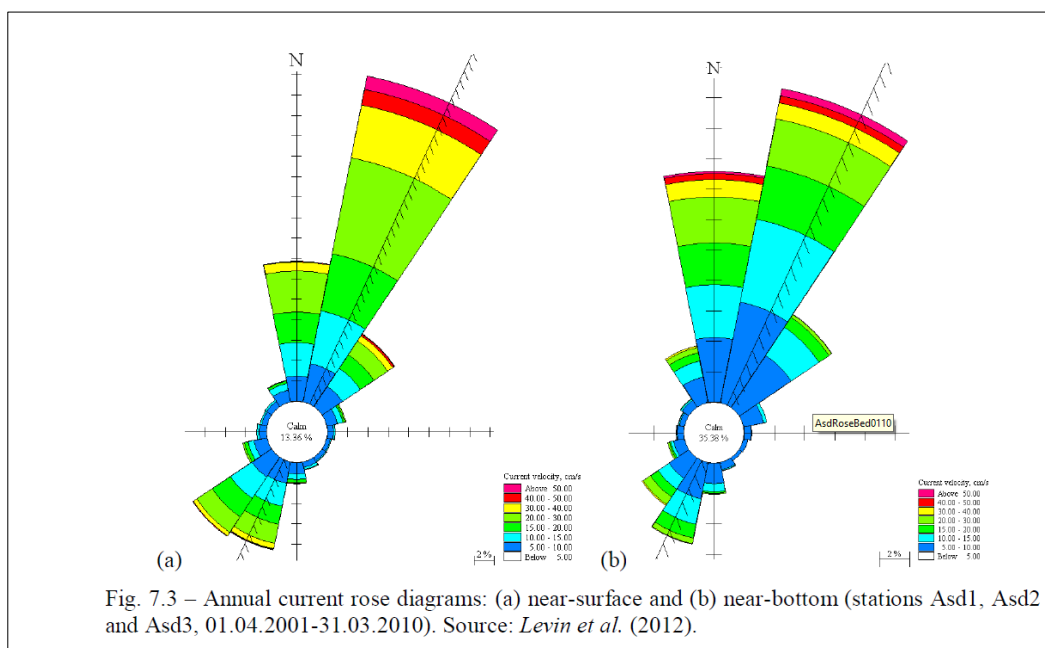 N
Calm
13.36 %
(a)
Current velocity, cm/s
Above 50.00
40.00 - 50.00
30.00 - 40.00
20.00 - 30.00
15.00 - 20.00
10.00 - 15.00
5.00 - 10.00
Below 5.00
2%
N
Calm
35.38 %
AsdRoseBed0110
(b)
Current velocity, cm/s
Above 50.00
40.00 - 50.00
30.00 - 40.00
20.00 - 30.00
15.00 - 20.00
10.00 - 15.00
5.00 - 10.00
Below 5.00
2%
Fig. 7.3 – Annual current rose diagrams: (a) near-surface and (b) near-bottom (stations Asd1, Asd2
and Asd3, 01.04.2001-31.03.2010). Source: Levin et al. (2012).